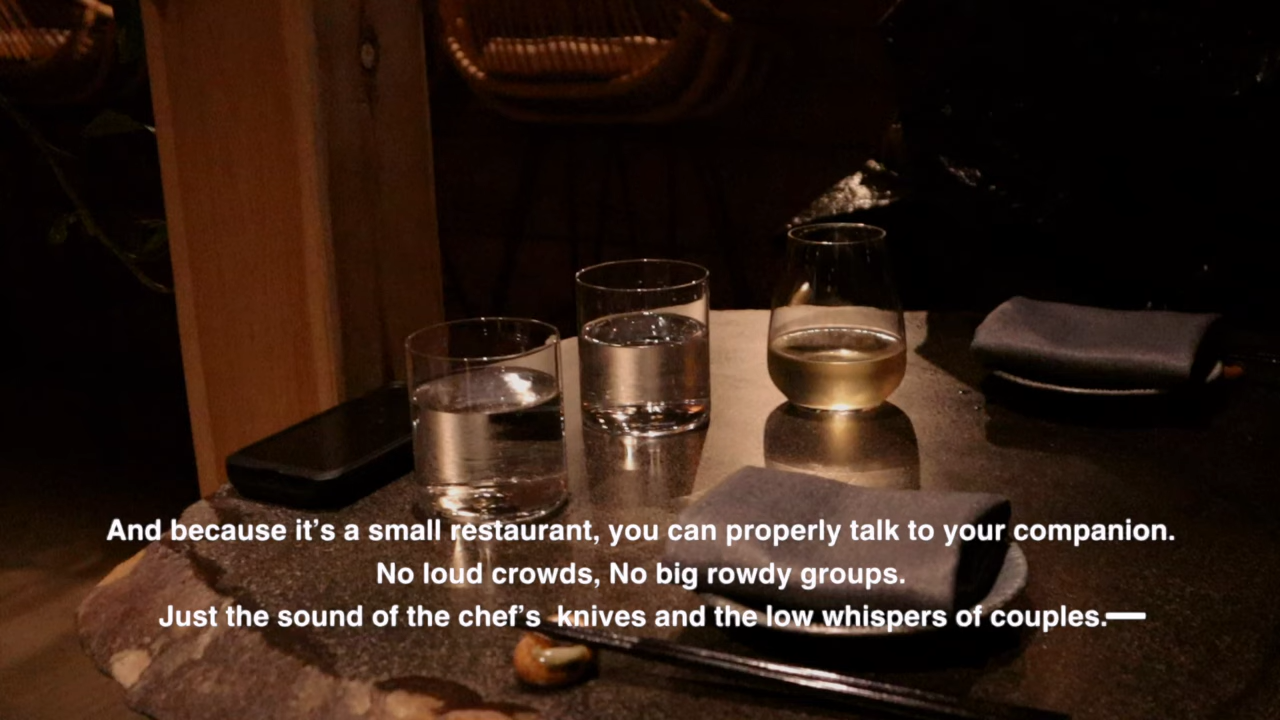 And because it’s a small restaurant, you can properly talk to your companion.
No loud crowds, No big rowdy groups.
Just the sound of the chef’s  knives and the low whispers of couples.—